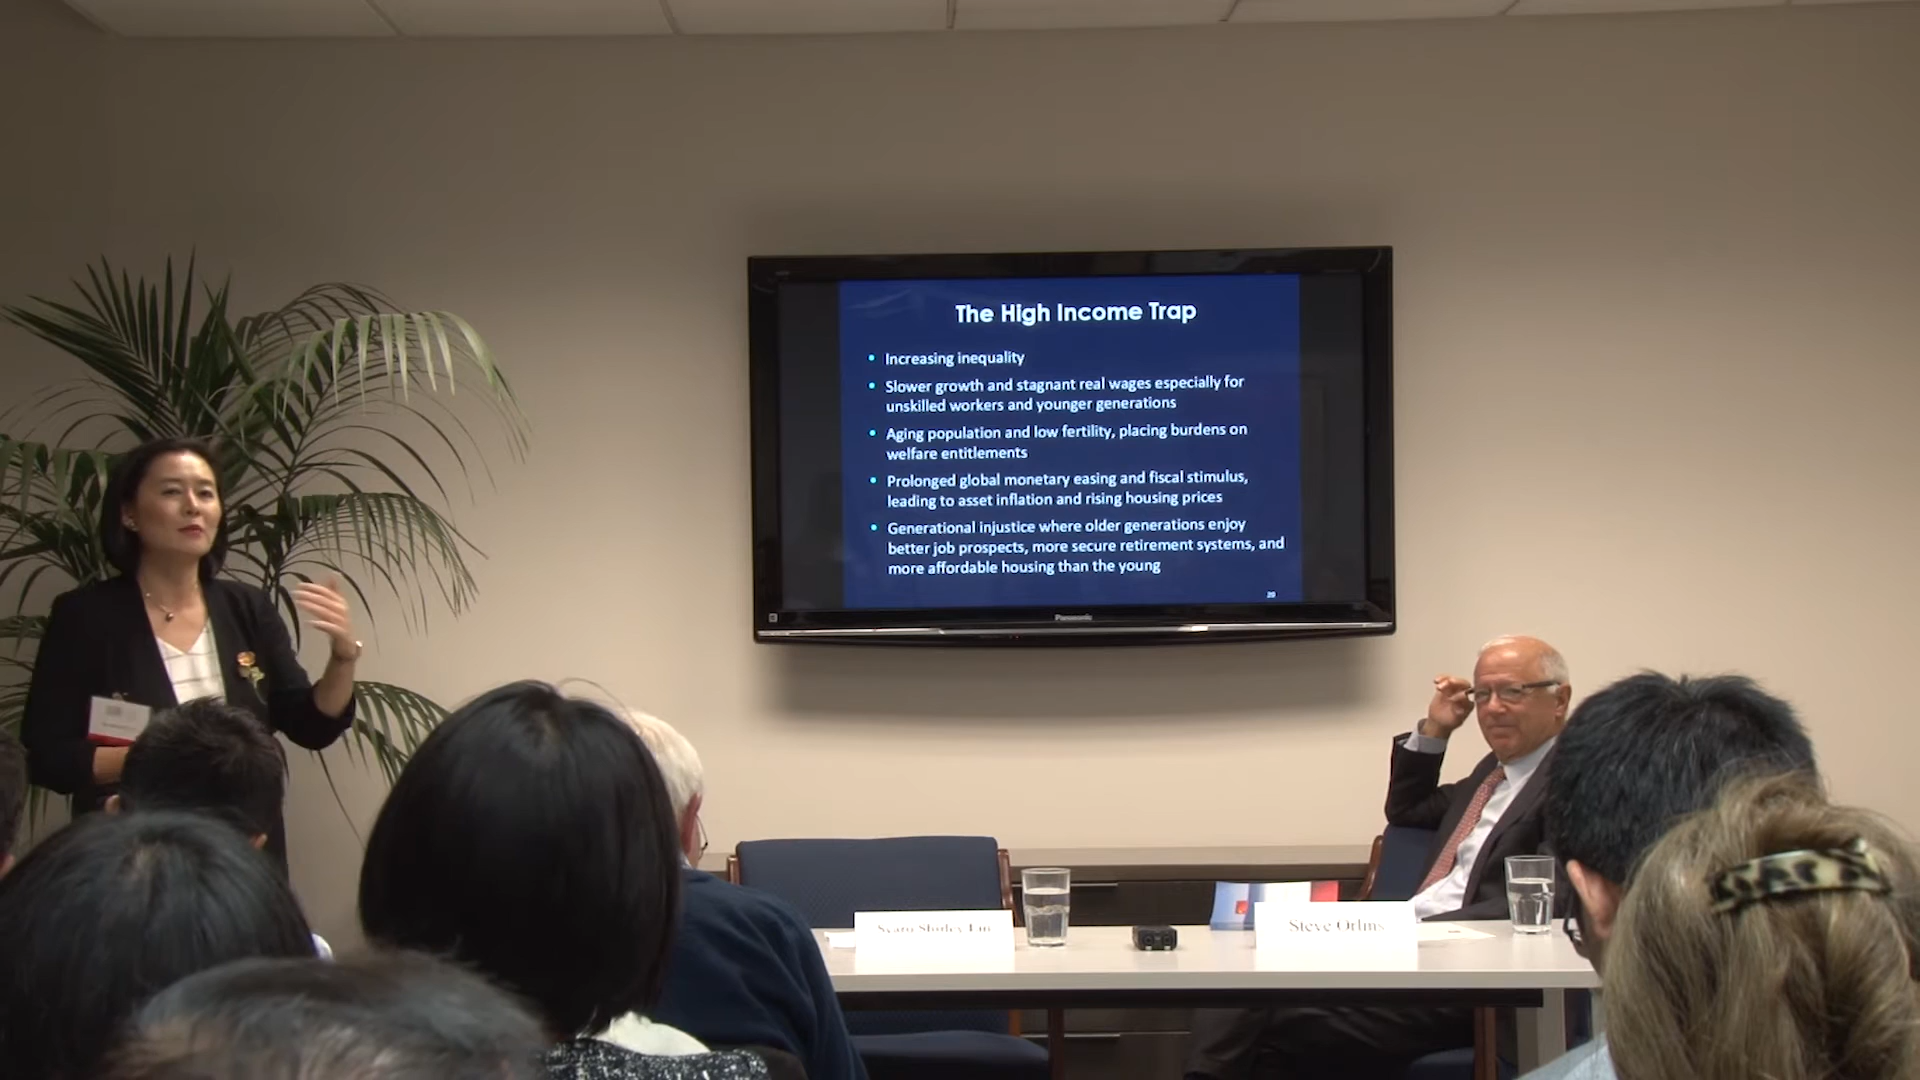 The High Income Trap
• Increasing inequality
• Slower growth and stagnant real wages especially for
unskilled workers and younger generations
• Aging population and low fertility, placing burdens on
welfare entitlements
• Prolonged global monetary easing and fiscal stimulus,
leading to asset inflation and rising housing prices
• Generational injustice where older generations enjoy
better job prospects, more secure retirement systems, and
more affordable housing than the young
20
Panasonic
Shirley
Steve Orlins